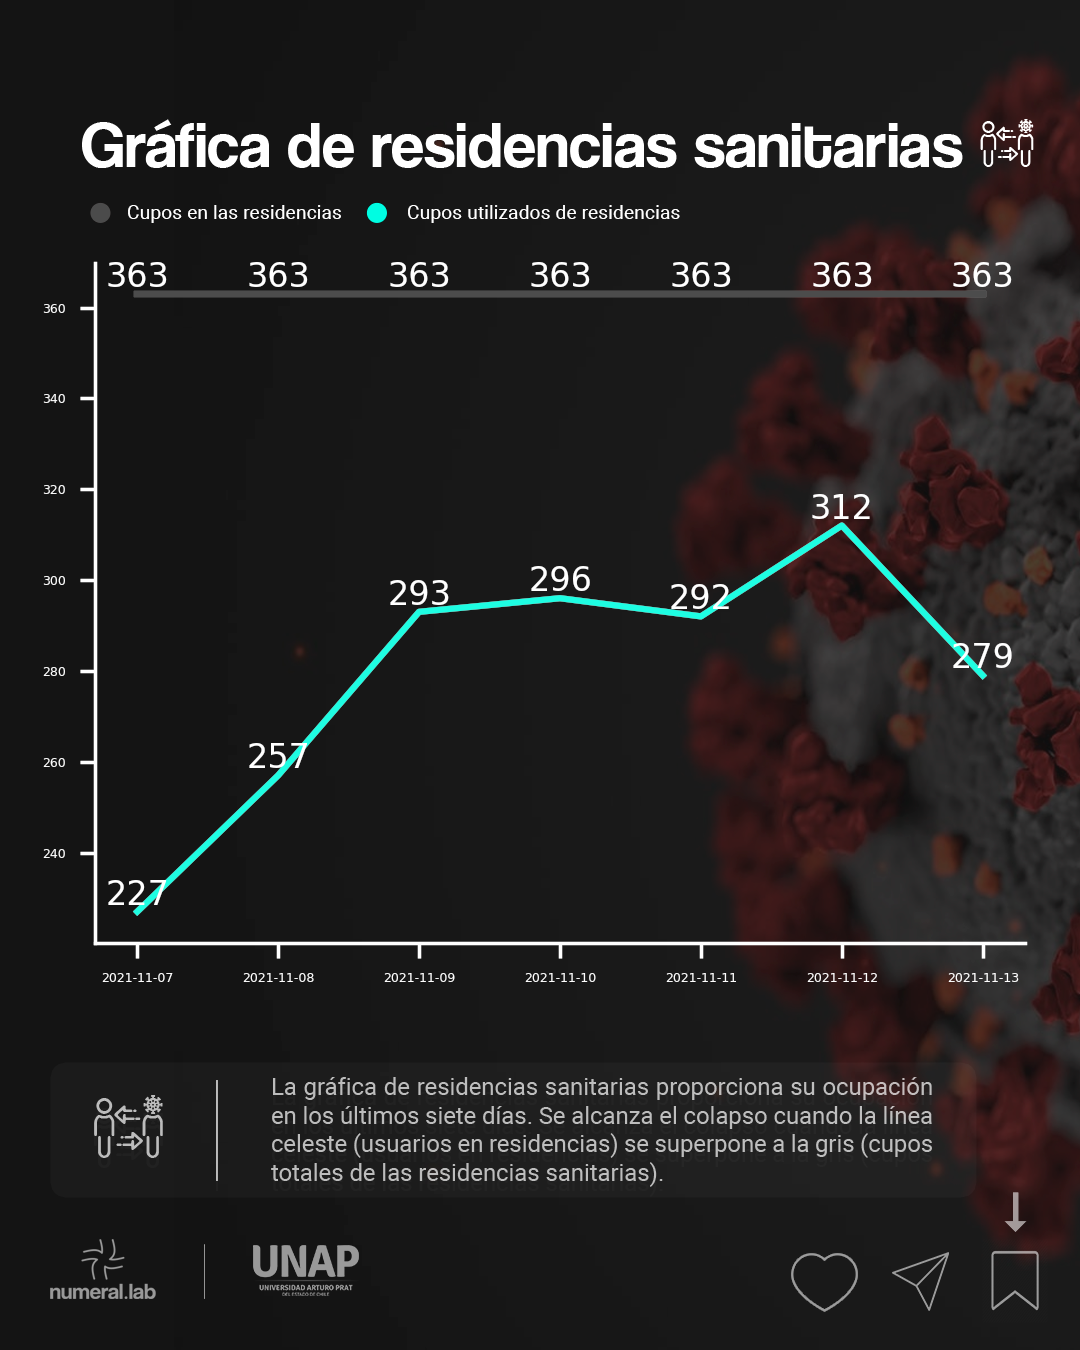 Gráfica de residencias sanitarias
Cupos en las residencias Cupos utilizados de residencias
363 363 363 363 363 363 363
360
340
320
300
280
260
240
312
296
293
292
279
257
227
2021-11-07 2021-11-08 2021-11-09 2021-11-10 2021-11-11 2021-11-12 2021-11-13
La gráfica de residencias sanitarias proporciona su ocupación
en los últimos siete días. Se alcanza el colapso cuando la línea
celeste (usuarios en residencias) se superpone a la gris (cupos
totales de las residencias sanitarias).
numeral.lab
UNAP
UNIVERSIDAD ARTURO PRAT
DEL ESTADO DE CHILE